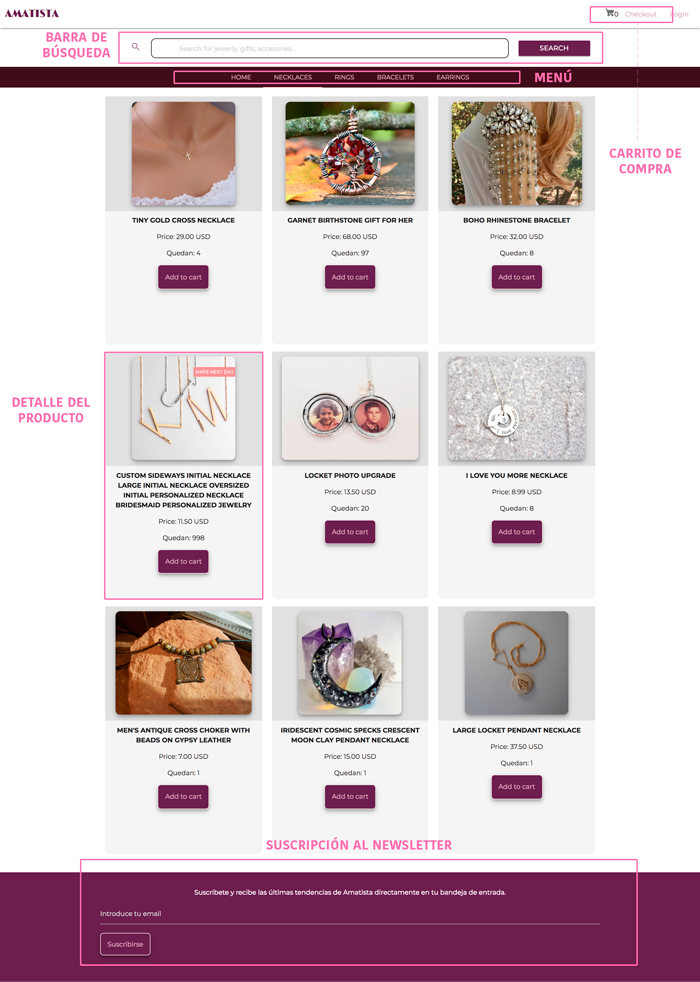 AMATISTA
0 Checkout Login
BARRA DE
BÚSQUEDA
Search for jewerly, gifts, accesories...
SEARCH
HOME NECKLACES RINGS BRACELETS EARRINGS
MENÚ
CARRITO DE
COMPRA
TINY GOLD CROSS NECKLACE
Price: 29.00 USD
Quedan: 4
Add to cart
GARNET BIRTHSTONE GIFT FOR HER
Price: 68.00 USD
Quedan: 97
Add to cart
BOHO RHINESTONE BRACELET
Price: 32.00 USD
Quedan: 8
Add to cart
DETALLE DEL
PRODUCTO
SHIPS NEXT DAY
CUSTOM SIDEWAYS INITIAL NECKLACE
LARGE INITIAL NECKLACE OVERSIZED
INITIAL PERSONALIZED NECKLACE
BRIDESMAID PERSONALIZED JEWELRY
Price: 11.50 USD
Quedan: 998
Add to cart
LOCKET PHOTO UPGRADE
Price: 13.50 USD
Quedan: 20
Add to cart
I LOVE YOU MORE NECKLACE
Price: 8.99 USD
Quedan: 8
Add to cart
MEN'S ANTIQUE CROSS CHOKER WITH
BEADS ON GYPSY LEATHER
Price: 7.00 USD
Quedan: 1
Add to cart
IRIDESCENT COSMIC SPECKS CRESCENT
MOON CLAY PENDANT NECKLACE
Price: 15.00 USD
Quedan: 1
Add to cart
LARGE LOCKET PENDANT NECKLACE
Price: 37.50 USD
Quedan: 1
Add to cart
SUSCRIPCIÓN AL NEWSLETTER
Suscribete y recibe las últimas tendencias de Amatista directamente en tu bandeja de entrada.
Introduce tu email
Suscribirse